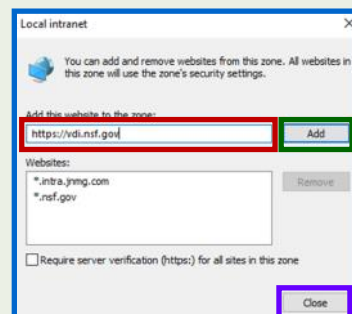 Local intranet
You can add and remove websites from this zone. All websites in
this zone will use the zone's security settings.
Add this website to the zone:
https://vdi.nsf.gov
Add
Websites:
*.intra.jnmg.com
*.nsf.gov
Remove
Require server verification (https:) for all sites in this zone
Close